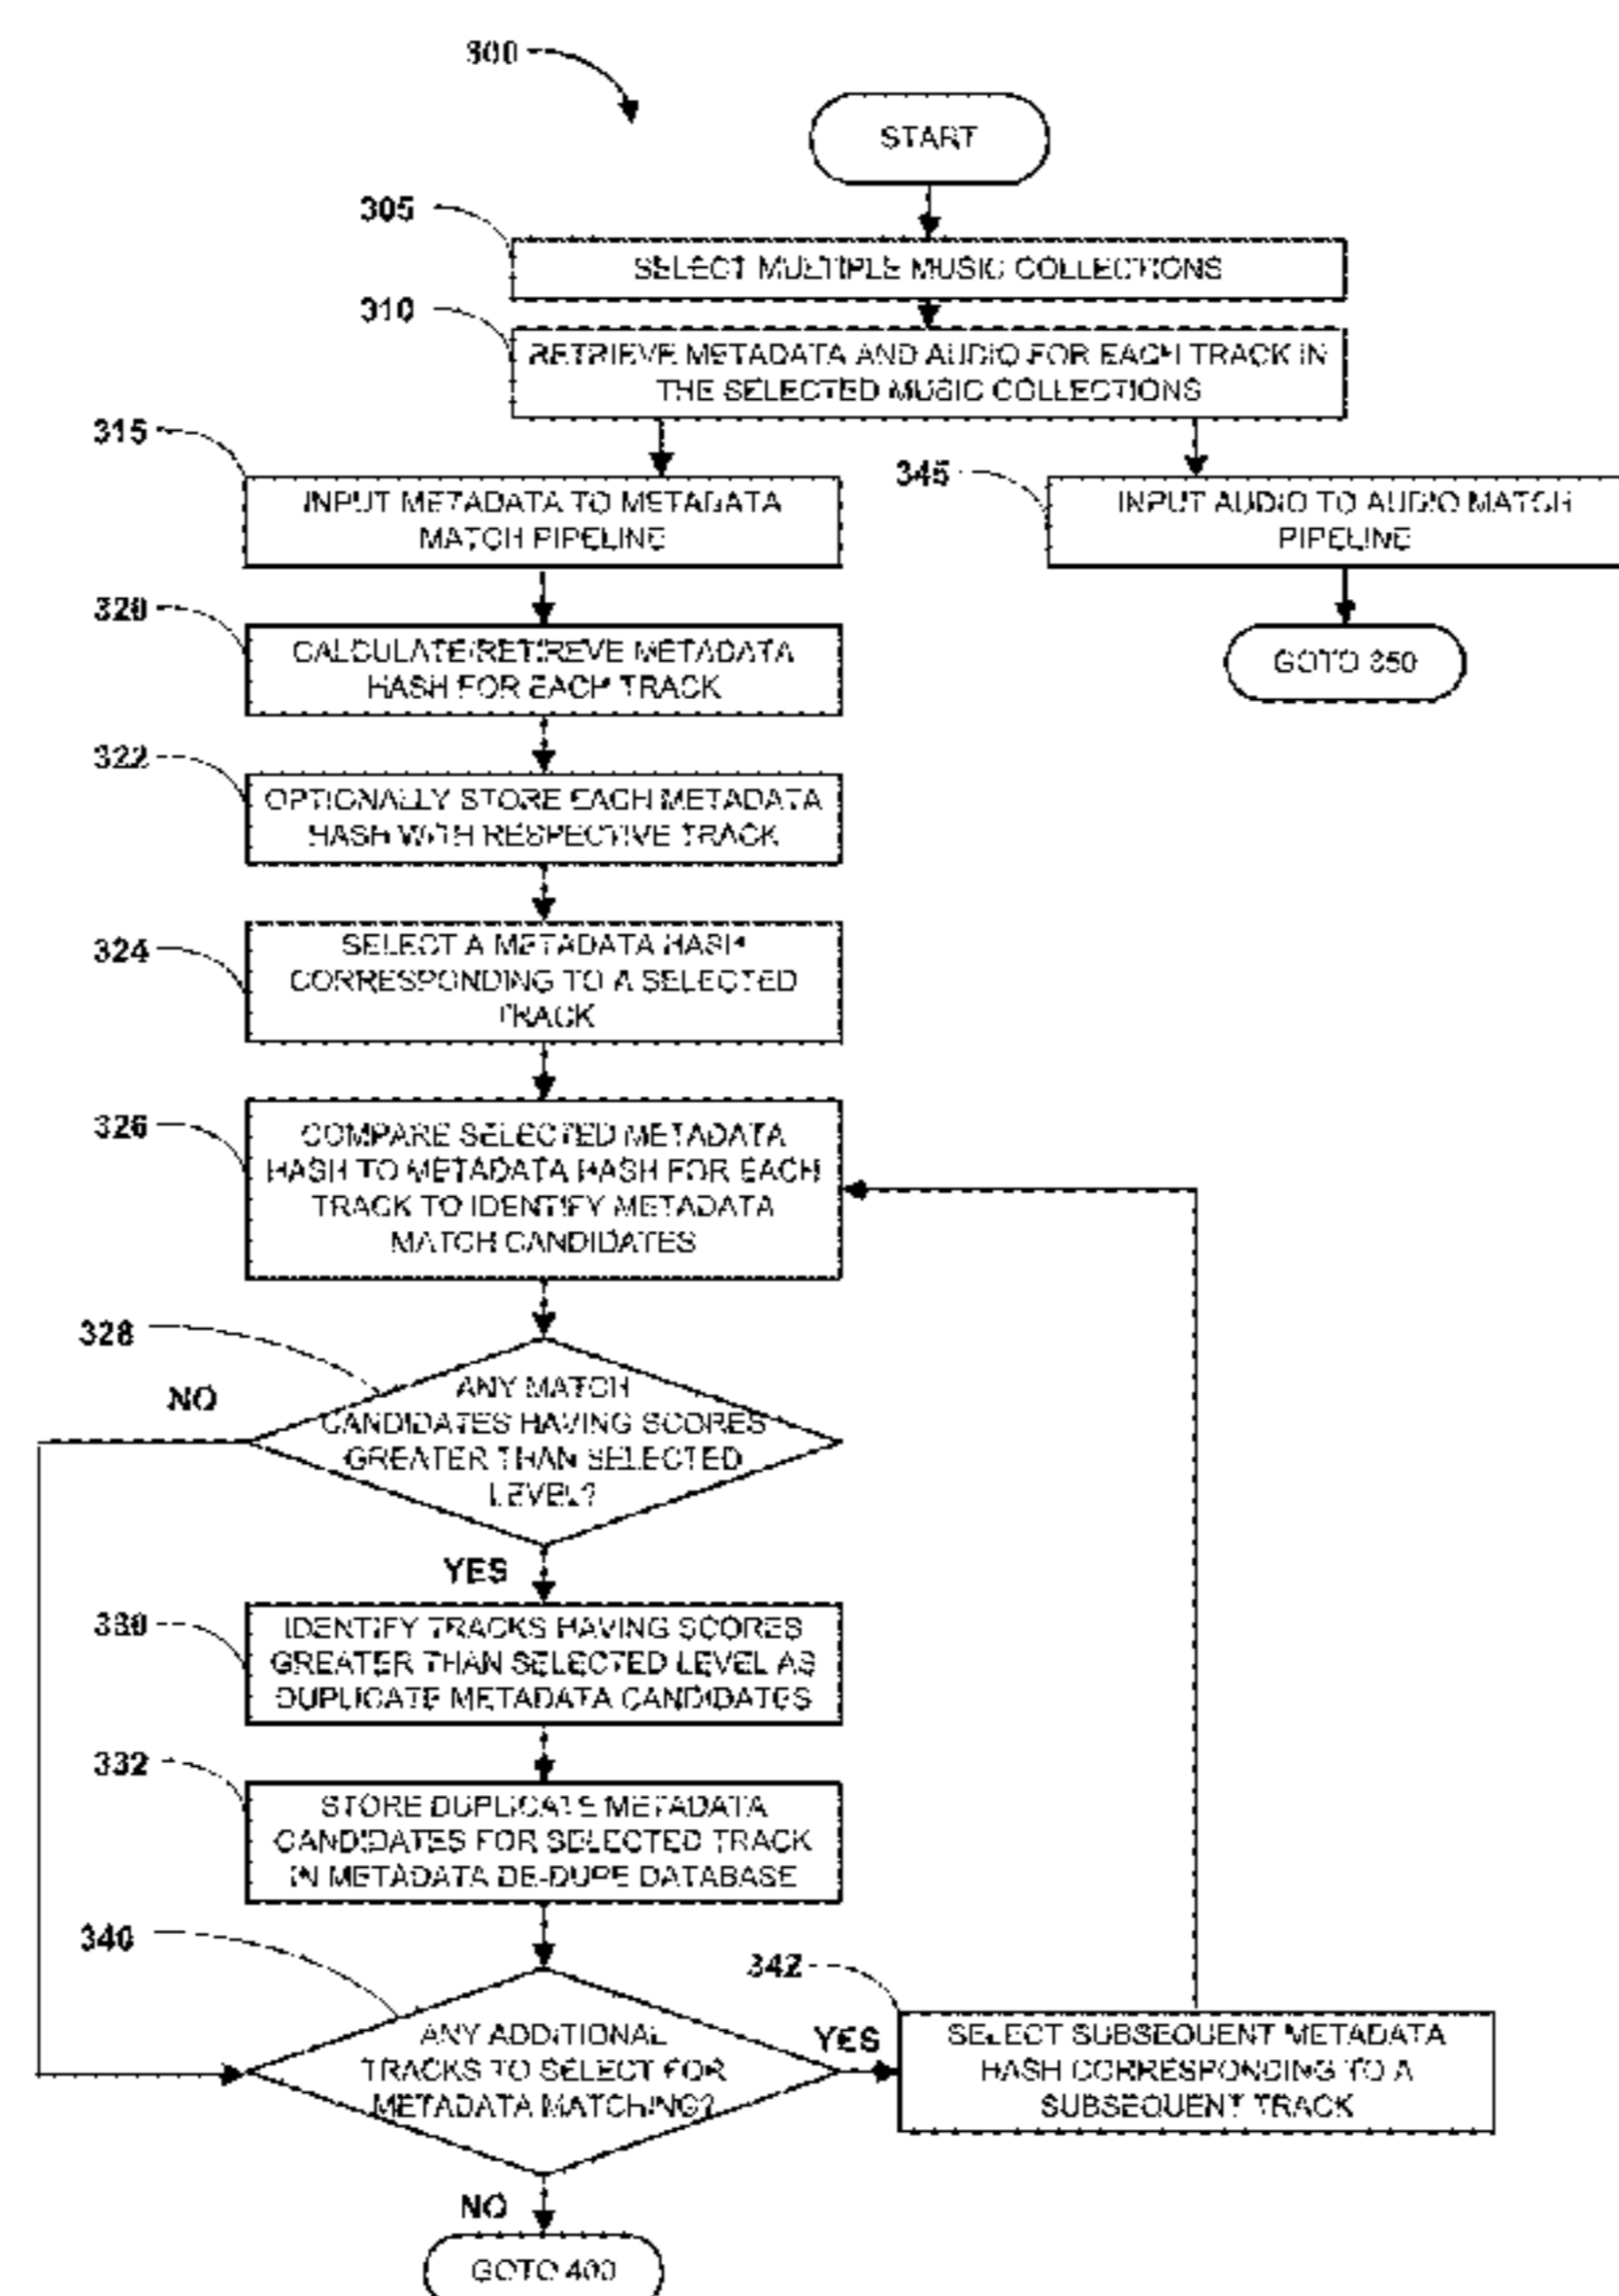 300
START
305
SELECT MULTIPLE MUSIC COLLECTIONS
310
RETRIEVE METADATA AND AUDIO FOR EACH TRACK IN
THE SELECTED MUSIC COLLECTIONS
315
INPUT METADATA TO METADATA
MATCH PIPELINE
345
INPUT AUDIO TO AUDIO MATCH
PIPELINE
320
CALCULATE/RETIREVE METADATA
HASH FOR EACH TRACK
GOTO 350
322
OPTIONALLY STORE EACH METADATA
HASH WITH RESPECTIVE TRACK
324
SELECT A METADATA HASH
CORRESPONDING TO A SELECTED
TRACK
326
COMPARE SELECTED METADATA
HASH TO METADATA HASH FOR EACH
TRACK TO IDENTIFY METADATA
MATCH CANDIDATES
328
NO
ANY MATCH
CANDIDATES HAVING SCORES
GREATER THAN SELECTED
LEVEL?
YES
330
IDENTIFY TRACKS HAVING SCORES
GREATER THAN SELECTED LEVEL AS
DUPLICATE METADATA CANDIDATES
332
STORE DUPLICATE METADATA
CANDIDATES FOR SELECTED TRACK
IN METADATA DE-DUPE DATABASE
340
ANY ADDITIONAL
TRACKS TO SELECT FOR
METADATA MATCHING?
YES
342
SELECT SUBSEQUENT METADATA
HASH CORRESPONDING TO A
SUBSEQUENT TRACK
NO
GOTO 400